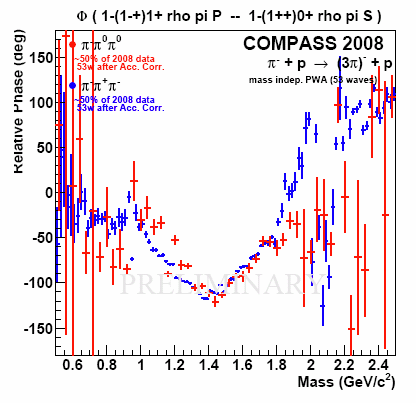 Φ ( 1-(1-+)1+ rho pi P -- 1-(1++)0+ rho pi S )
COMPASS 2008
π⁻ + p → (3π)⁻ + p
mass indep. PWA (53 waves)
π⁻π⁰π⁰
~50% of 2008 data
53w after Acc. Corr.
π⁻π⁺π⁻
~50% of 2008 data
53w after Acc. Corr.
PRELIMINARY
Relative Phase (deg)
150
100
50
0
-50
-100
-150
0.6 0.8 1 1.2 1.4 1.6 1.8 2 2.2 2.4
Mass (GeV/c²)